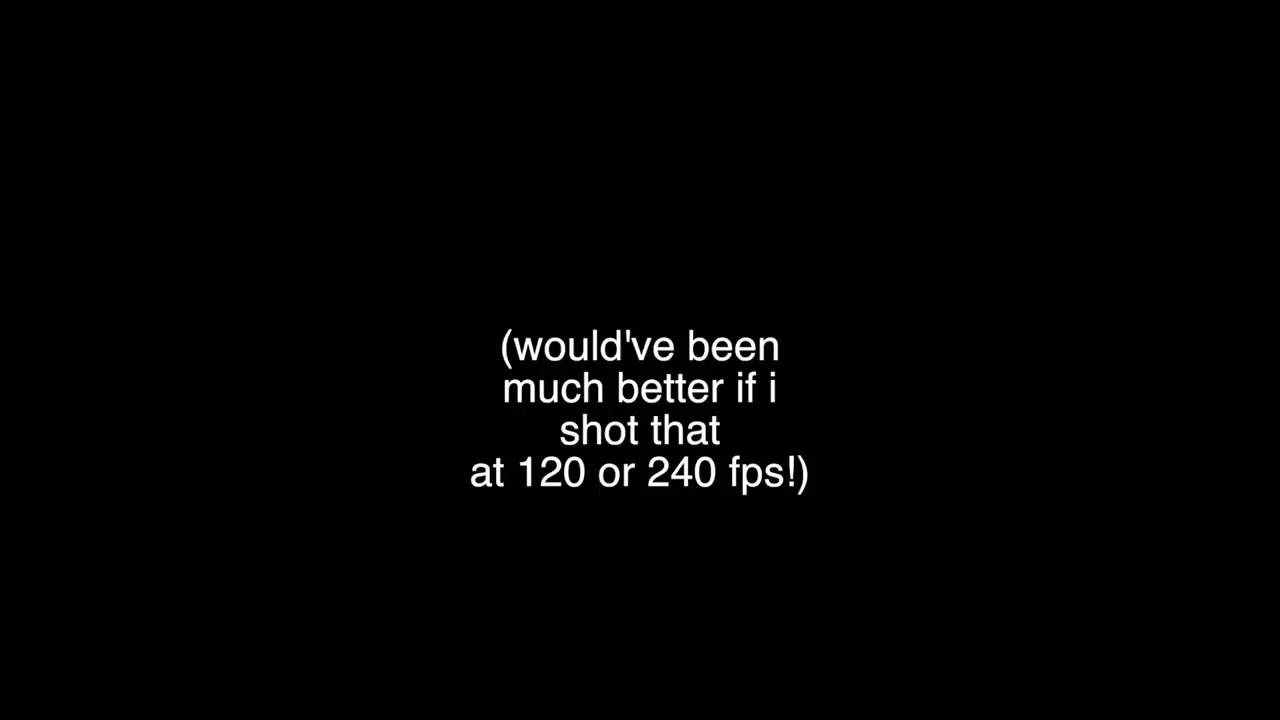 (would've been
much better if i
shot that
at 120 or 240 fps!)